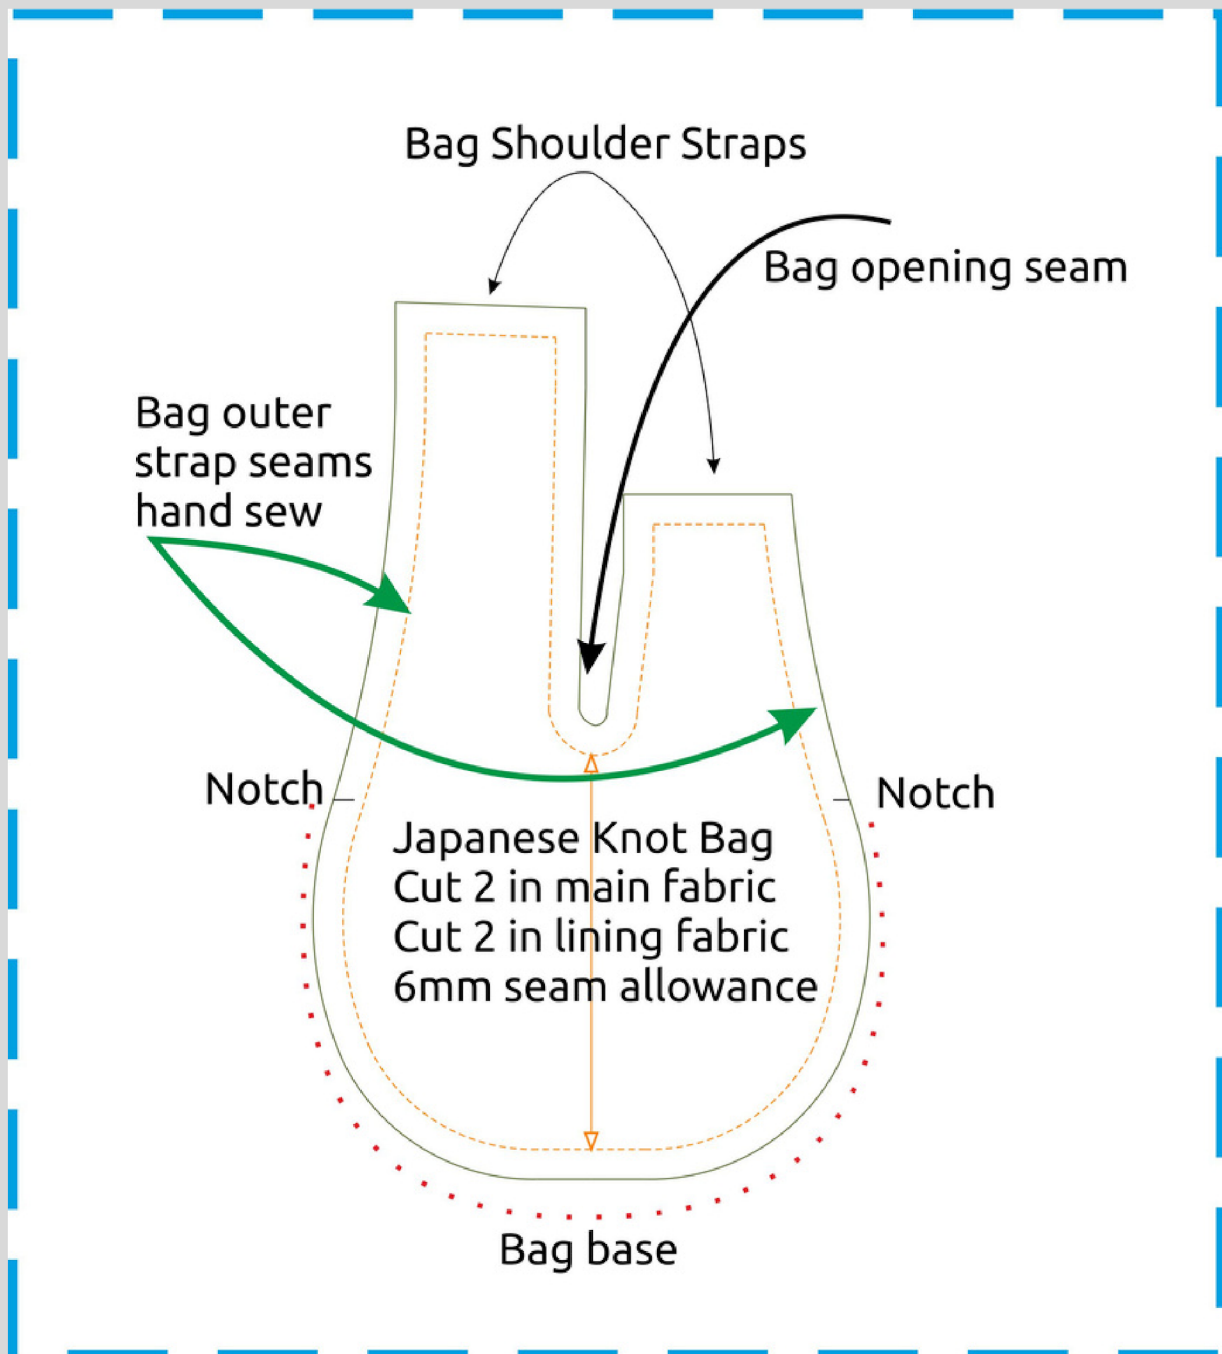 Bag Shoulder Straps
Bag opening seam
Bag outer
strap seams
hand sew
Notch
Notch
Japanese Knot Bag
Cut 2 in main fabric
Cut 2 in lining fabric
6mm seam allowance
Bag base